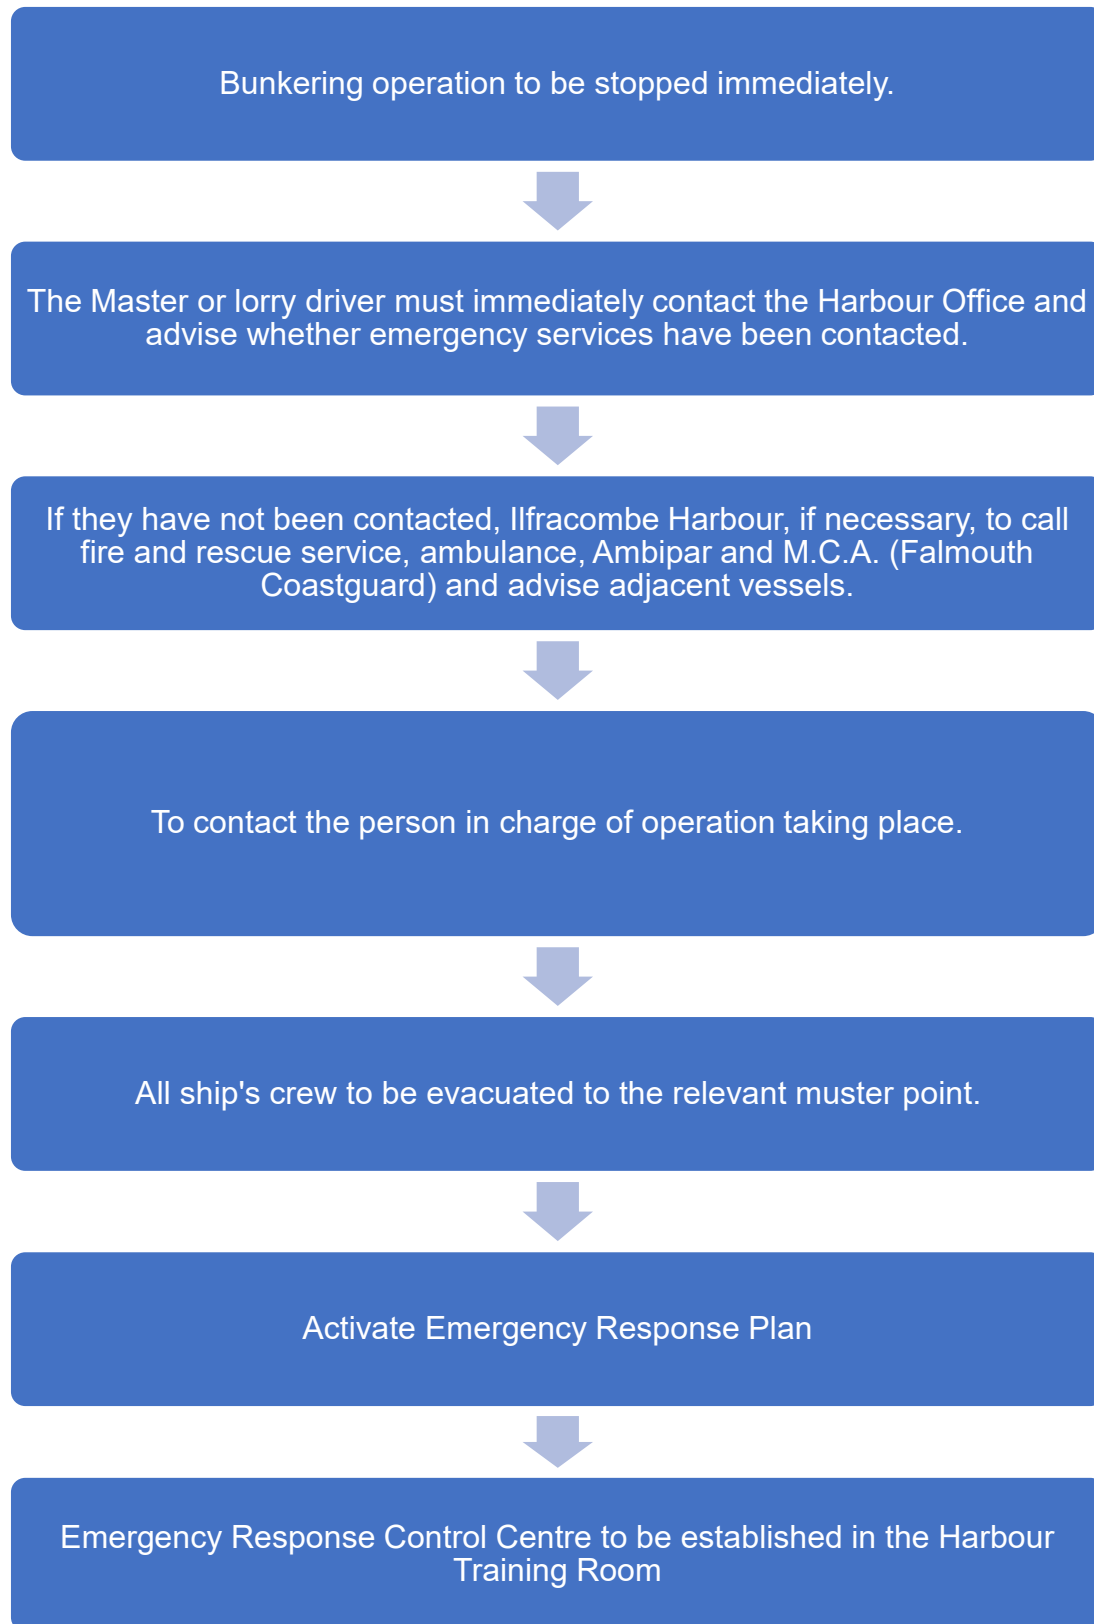 Bunkering operation to be stopped immediately.
The Master or lorry driver must immediately contact the Harbour Office and
advise whether emergency services have been contacted.
If they have not been contacted, Ilfracombe Harbour, if necessary, to call
fire and rescue service, ambulance, Ambipar and M.C.A. (Falmouth
Coastguard) and advise adjacent vessels.
To contact the person in charge of operation taking place.
All ship's crew to be evacuated to the relevant muster point.
Activate Emergency Response Plan
Emergency Response Control Centre to be established in the Harbour
Training Room